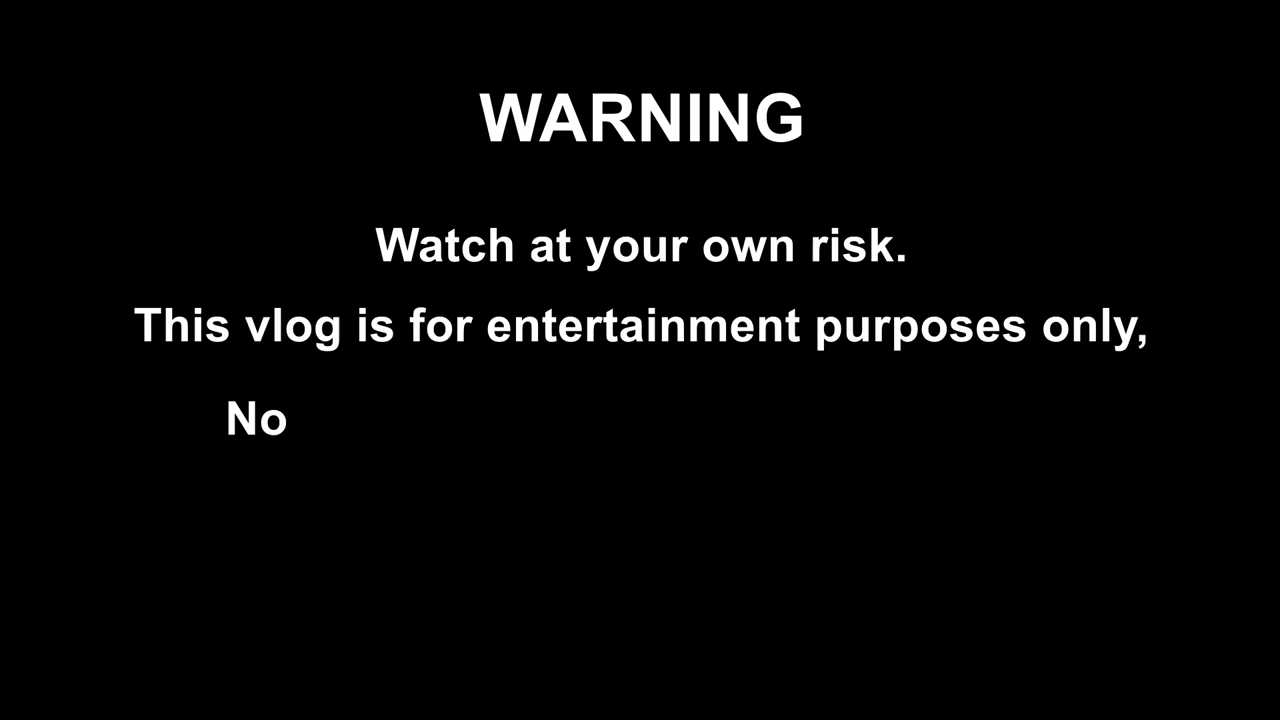 WARNING
Watch at your own risk.
This vlog is for entertainment purposes only,
No